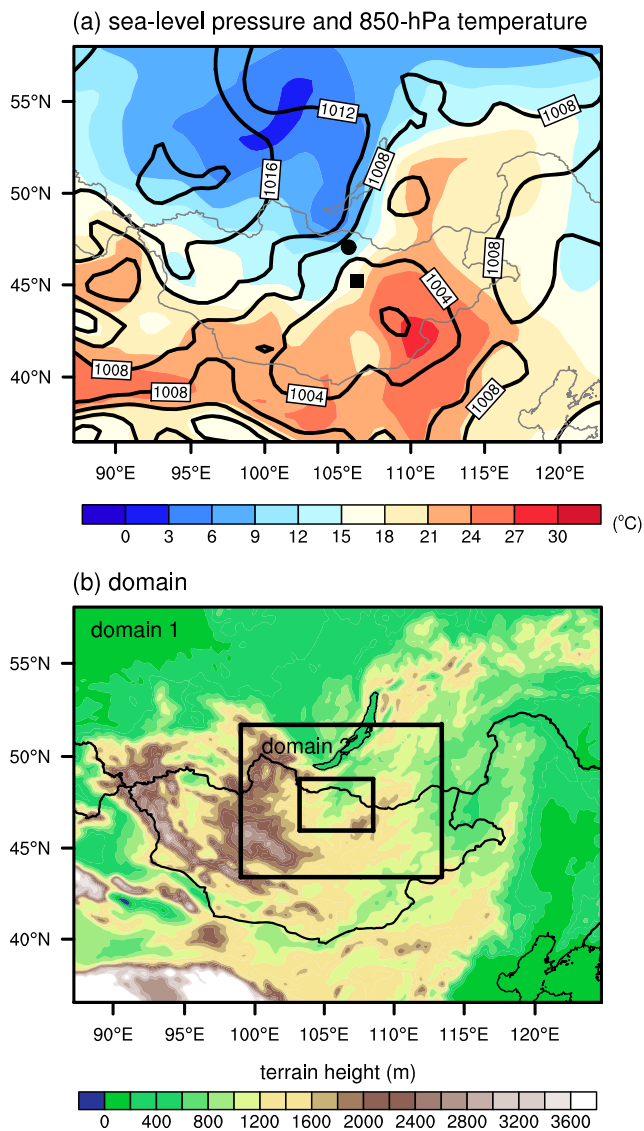 (a) sea-level pressure and 850-hPa temperature
55°N
50°N
45°N
40°N
1012
1008
1008
1016
1008
1004
1008
1008
1004
1008
90°E 95°E 100°E 105°E 110°E 115°E 120°E
0 3 6 9 12 15 18 21 24 27 30 (°C)
(b) domain
domain 1
55°N
50°N
45°N
40°N
domain 2
90°E 95°E 100°E 105°E 110°E 115°E 120°E
terrain height (m)
0 400 800 1200 1600 2000 2400 2800 3200 3600